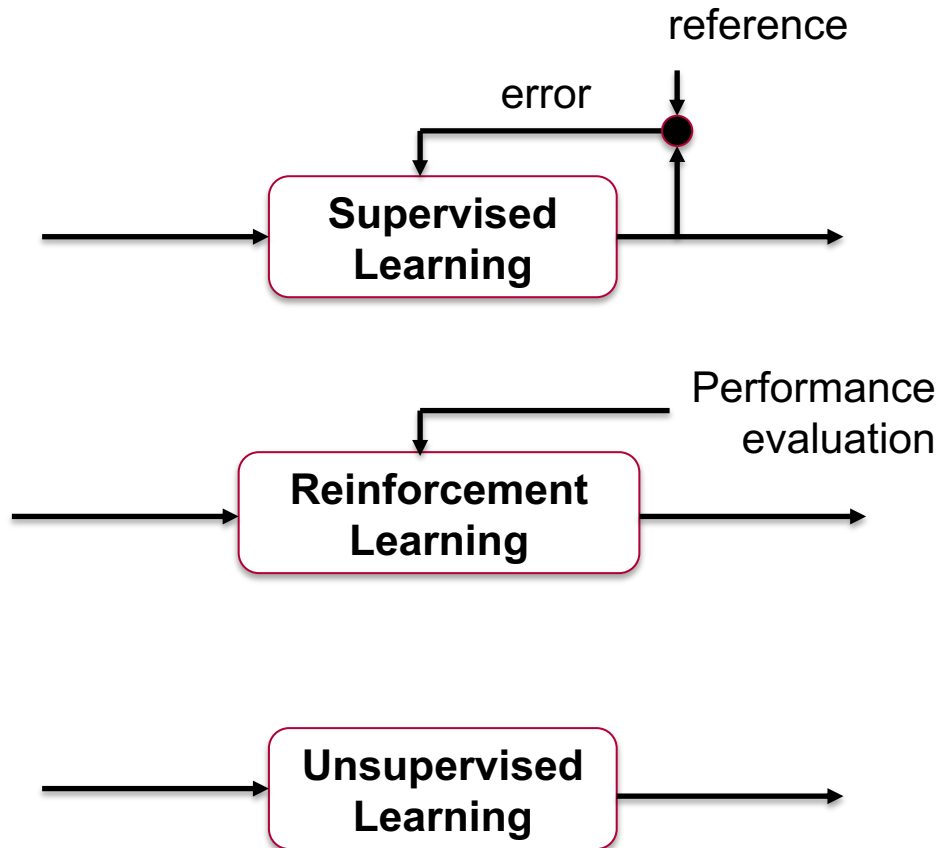 reference
error
Supervised
Learning
Performance
evaluation
Reinforcement
Learning
Unsupervised
Learning